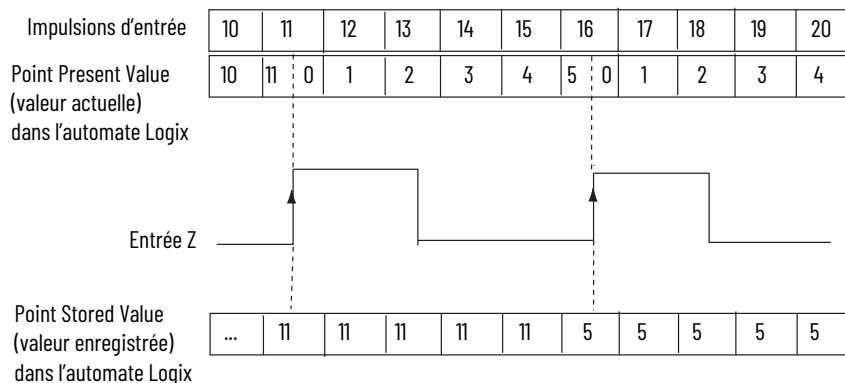 Impulsions d'entrée 10 11 12 13 14 15 16 17 18 19 20
Point Present Value
(valeur actuelle)
dans l'automate Logix
10 11 0 1 2 3 4 5 0 1 2 3 4
Entrée Z
Point Stored Value
(valeur enregistrée)
dans l'automate Logix
... 11 11 11 11 11 5 5 5 5 5